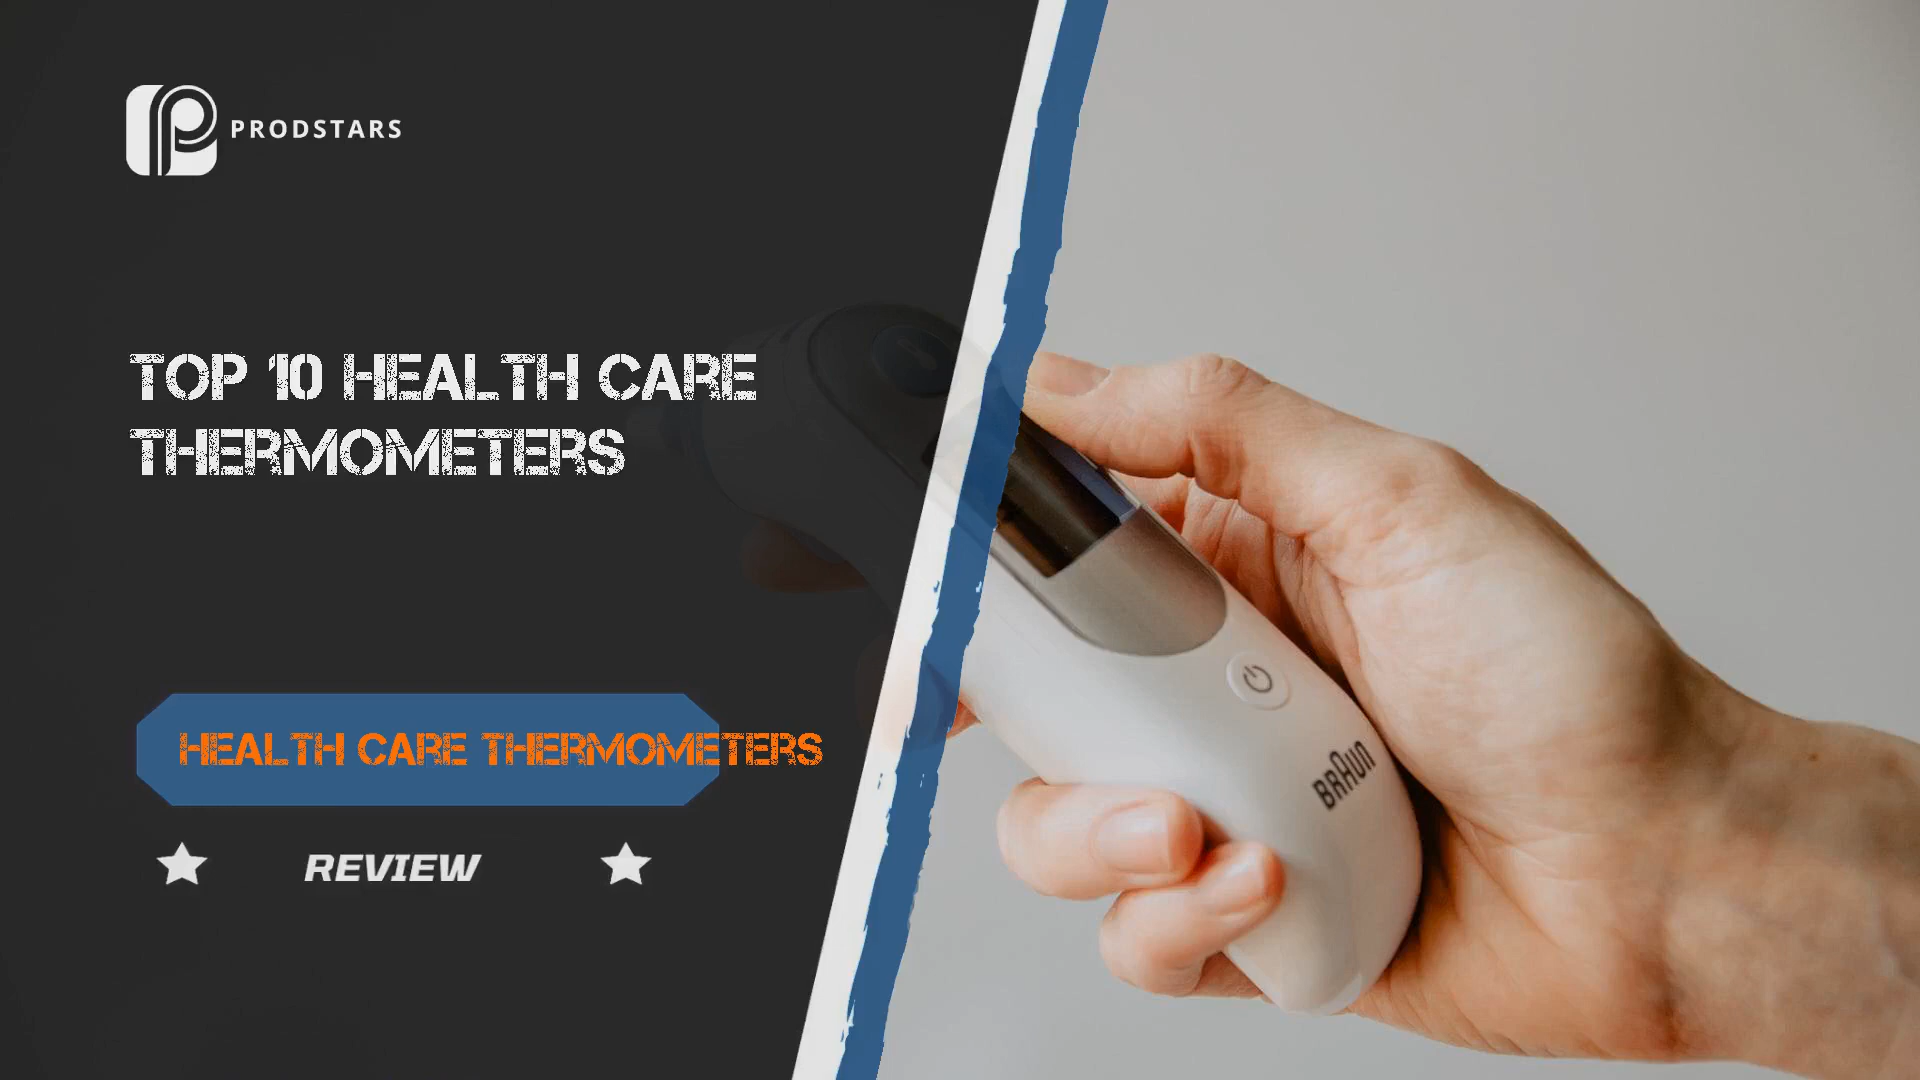 PRODSTARS
TOP 10 HEALTH CARE
THERMOMETERS
HEALTH CARE THERMOMETERS
REVIEW
BRAUN